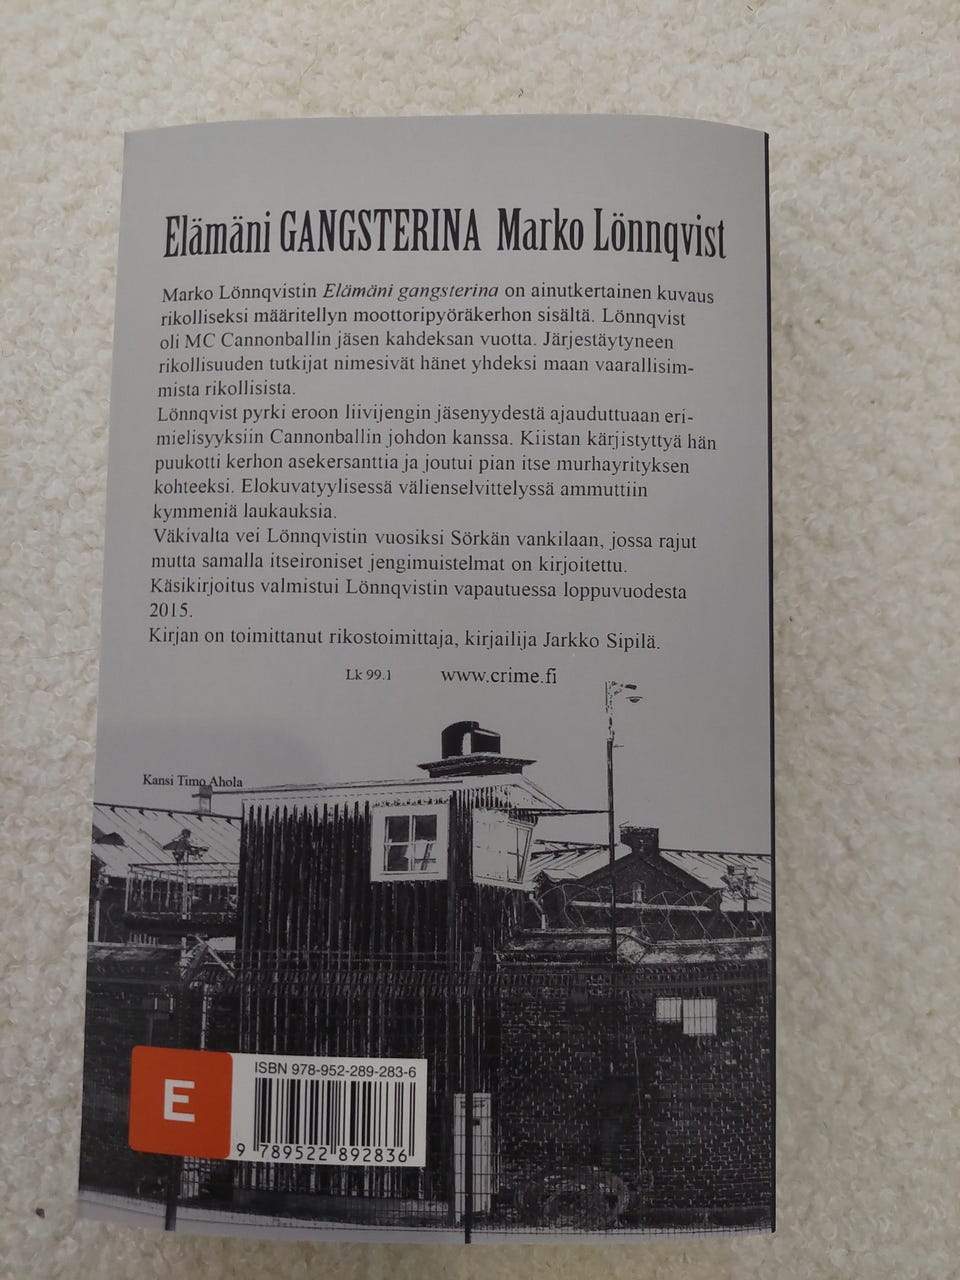 Elämäni GANGSTERINA Marko Lönnqvist
Marko Lönnqvistin Elämäni gangsterina on ainutkertainen kuvaus
rikolliseksi määritellyn moottoripyöräkerhon sisältä. Lönnqvist
oli MC Cannonballin jäsen kahdeksan vuotta. Järjestäytyneen
rikollisuuden tutkijat nimesivät hänet yhdeksi maan vaarallisim-
mista rikollisista.
Lönnqvist pyrki eroon liivijengin jäsenyydestä ajauduttuaan eri-
mielisyyksiin Cannonballin johdon kanssa. Kiistan kärjistyttyä hän
puukotti kerhon asekersanttia ja joutui pian itse murhayrityksen
kohteeksi. Elokuvatyylisessä välienselvittelyssä ammuttiin
kymmeniä laukauksia.
Väkivalta vei Lönnqvistin vuosiksi Sörkän vankilaan, jossa rajut
mutta samalla itseironiset jengimuistelmat on kirjoitettu.
Käsikirjoitus valmistui Lönnqvistin vapautuessa loppuvuodesta
2015.
Kirjan on toimittanut rikostoimittaja, kirjailija Jarkko Sipilä.
Lk 99.1 www.crime.fi
Kansi Timo Ahola
E
ISBN 978-952-289-283-6
9 789522 892836